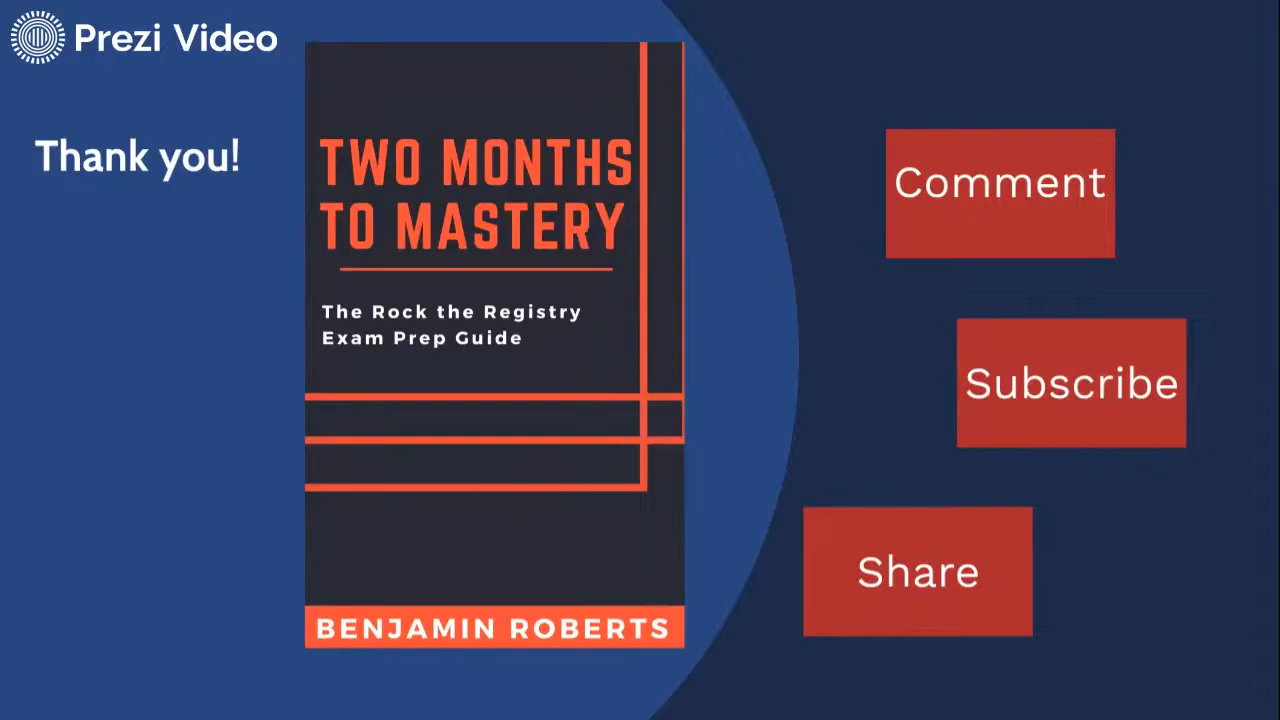 Prezi Video
Thank you!
TWO MONTHS
TO MASTERY
The Rock the Registry
Exam Prep Guide
BENJAMIN ROBERTS
Comment
Subscribe
Share